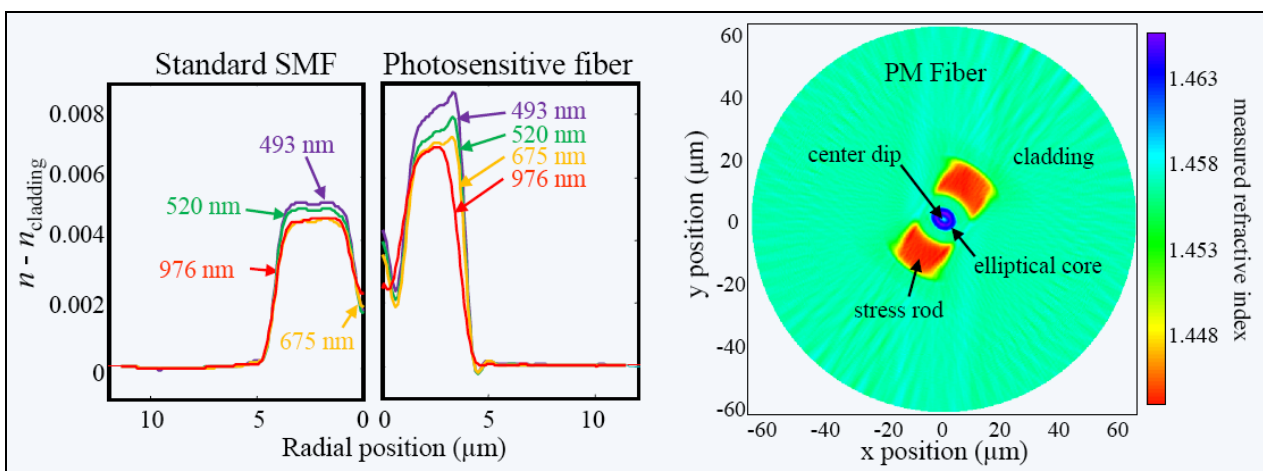 Standard SMF
Photosensitive fiber
n - n_cladding
0.008
0.006
0.004
0.002
0
493 nm
520 nm
976 nm
675 nm
493 nm
520 nm
675 nm
976 nm
10
5
0
0
5
10
Radial position (µm)
PM Fiber
y position (µm)
60
40
20
0
-20
-40
-60
center dip
cladding
elliptical core
stress rod
-60
-40
-20
0
20
40
60
x position (µm)
1.463
1.458
1.453
1.448
measured refractive index